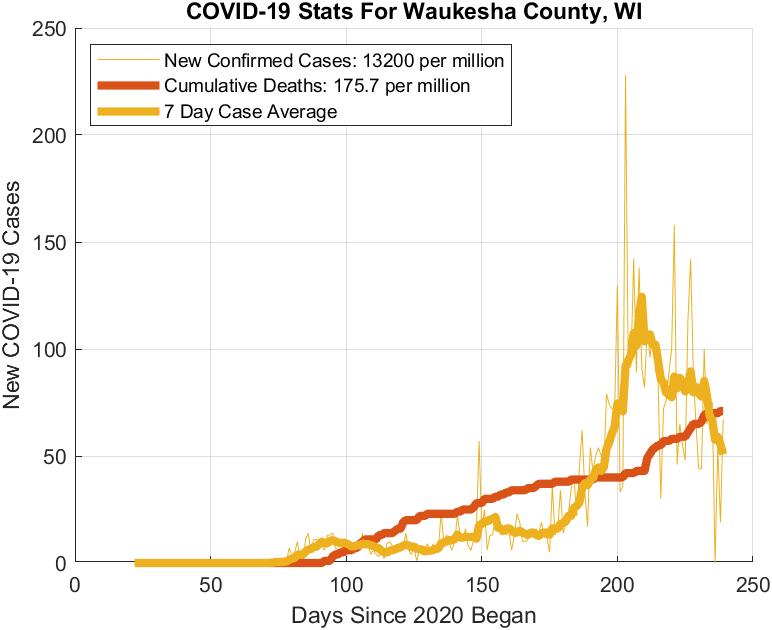 COVID-19 Stats For Waukesha County, WI
250
200
150
100
50
0
New COVID-19 Cases
New Confirmed Cases: 13200 per million
Cumulative Deaths: 175.7 per million
7 Day Case Average
0 50 100 150 200 250
Days Since 2020 Began